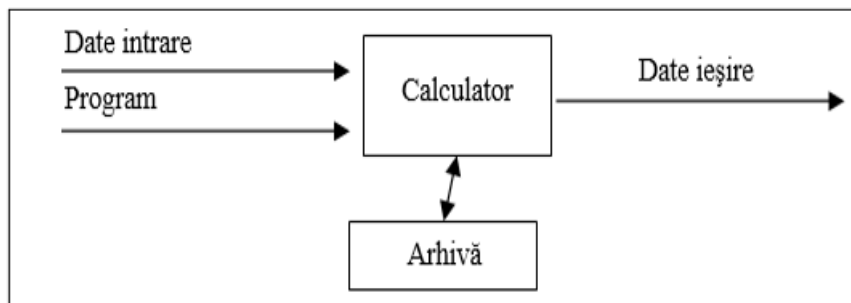 Date intrare
Program
Calculator
Date ieşire
Arhivă